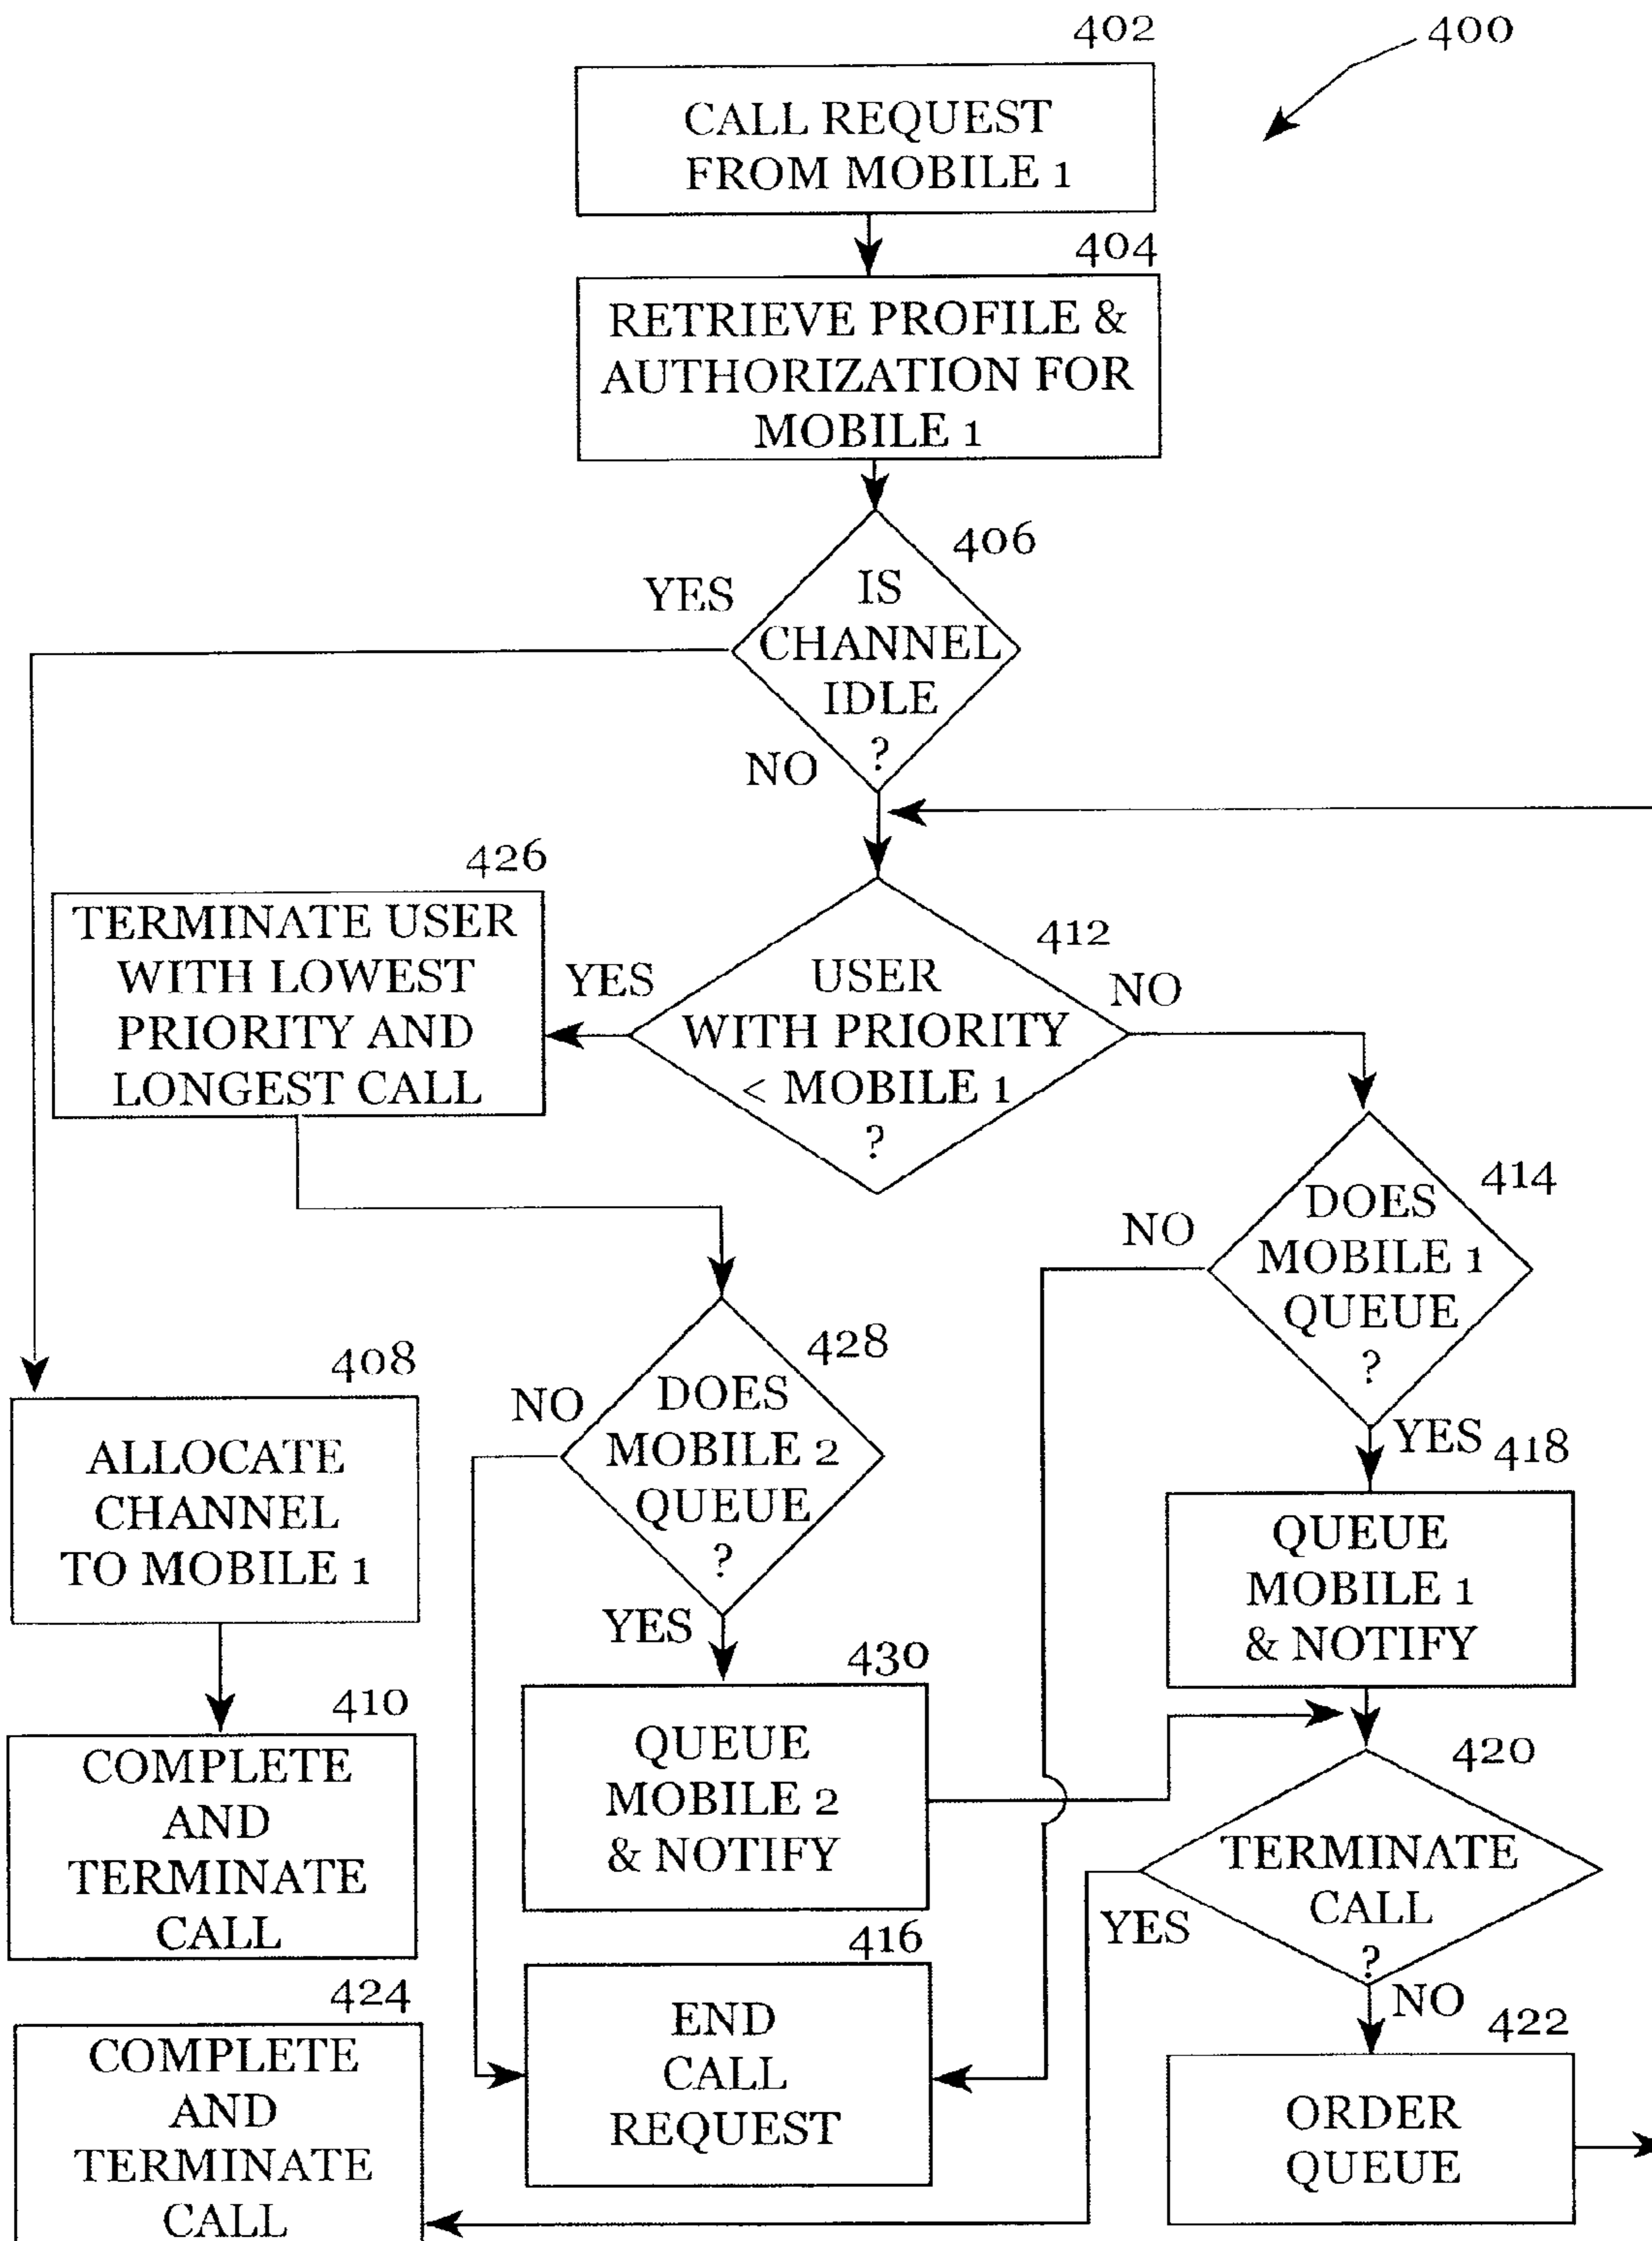 402
400
CALL REQUEST
FROM MOBILE 1
404
RETRIEVE PROFILE &
AUTHORIZATION FOR
MOBILE 1
406
YES
IS
CHANNEL
IDLE
?
NO
426
TERMINATE USER
WITH LOWEST
PRIORITY AND
LONGEST CALL
412
YES
USER
WITH PRIORITY
< MOBILE 1
?
NO
414
NO
DOES
MOBILE 1
QUEUE
?
YES
428
NO
DOES
MOBILE 2
QUEUE
?
YES
408
ALLOCATE
CHANNEL
TO MOBILE 1
418
QUEUE
MOBILE 1
& NOTIFY
430
QUEUE
MOBILE 2
& NOTIFY
410
COMPLETE
AND
TERMINATE
CALL
420
TERMINATE
CALL
?
YES
NO
416
END
CALL
REQUEST
424
COMPLETE
AND
TERMINATE
CALL
422
ORDER
QUEUE